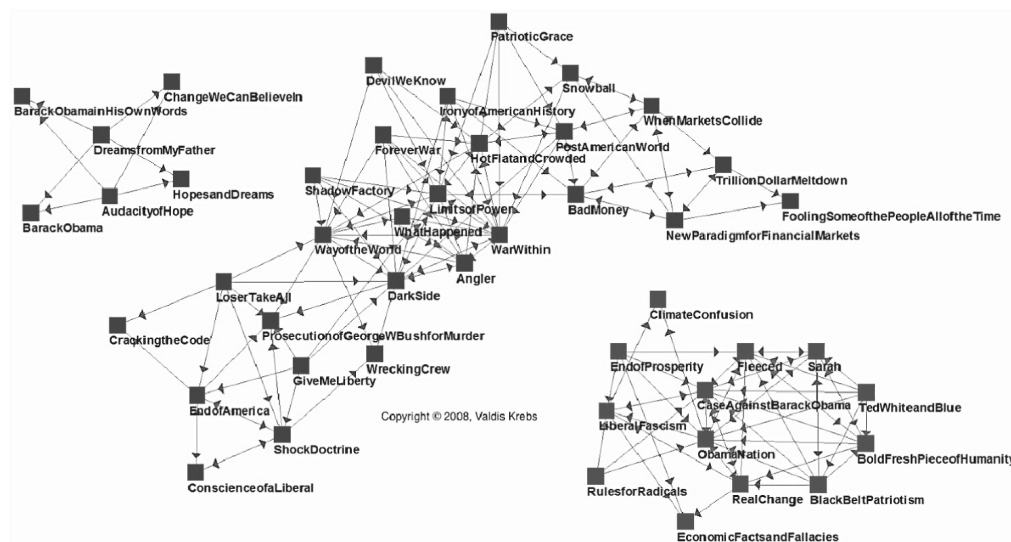 PatrioticGrace
DevilWeKnow
Snowball
ChangeWeCanBelieveIn
BarackObamainHisOwnWords
IronyofAmericanHistory
WhenMarketsCollide
DreamsfromMyFather
ForeverWar
PostAmericanWorld
HotFlatandCrowded
TrillionDollarMeltdown
HopesandDreams
ShadowFactory
AudacityofHope
LimitsofPower
BadMoney
FoolingSomeofthePeopleAlloftheTime
BarackObama
WhatHappened
NewParadigmforFinancialMarkets
WayoftheWorld
WarWithin
Angler
LoserTakeAll
DarkSide
ClimateConfusion
CrackingtheCode
ProsecutionofGeorgeWBushforMurder
EndofProsperity
Fleeced
Sarah
GiveMeLiberty
WreckingCrew
CaseAgainstBarackObama
TedWhiteandBlue
EndofAmerica
Copyright © 2008, Valdis Krebs
LiberalFascism
ShockDoctrine
ObamaNation
BoldFreshPieceofHumanity
ConscienceofaLiberal
RulesforRadicals
RealChange
BlackBeltPatriotism
EconomicFactsandFallacies